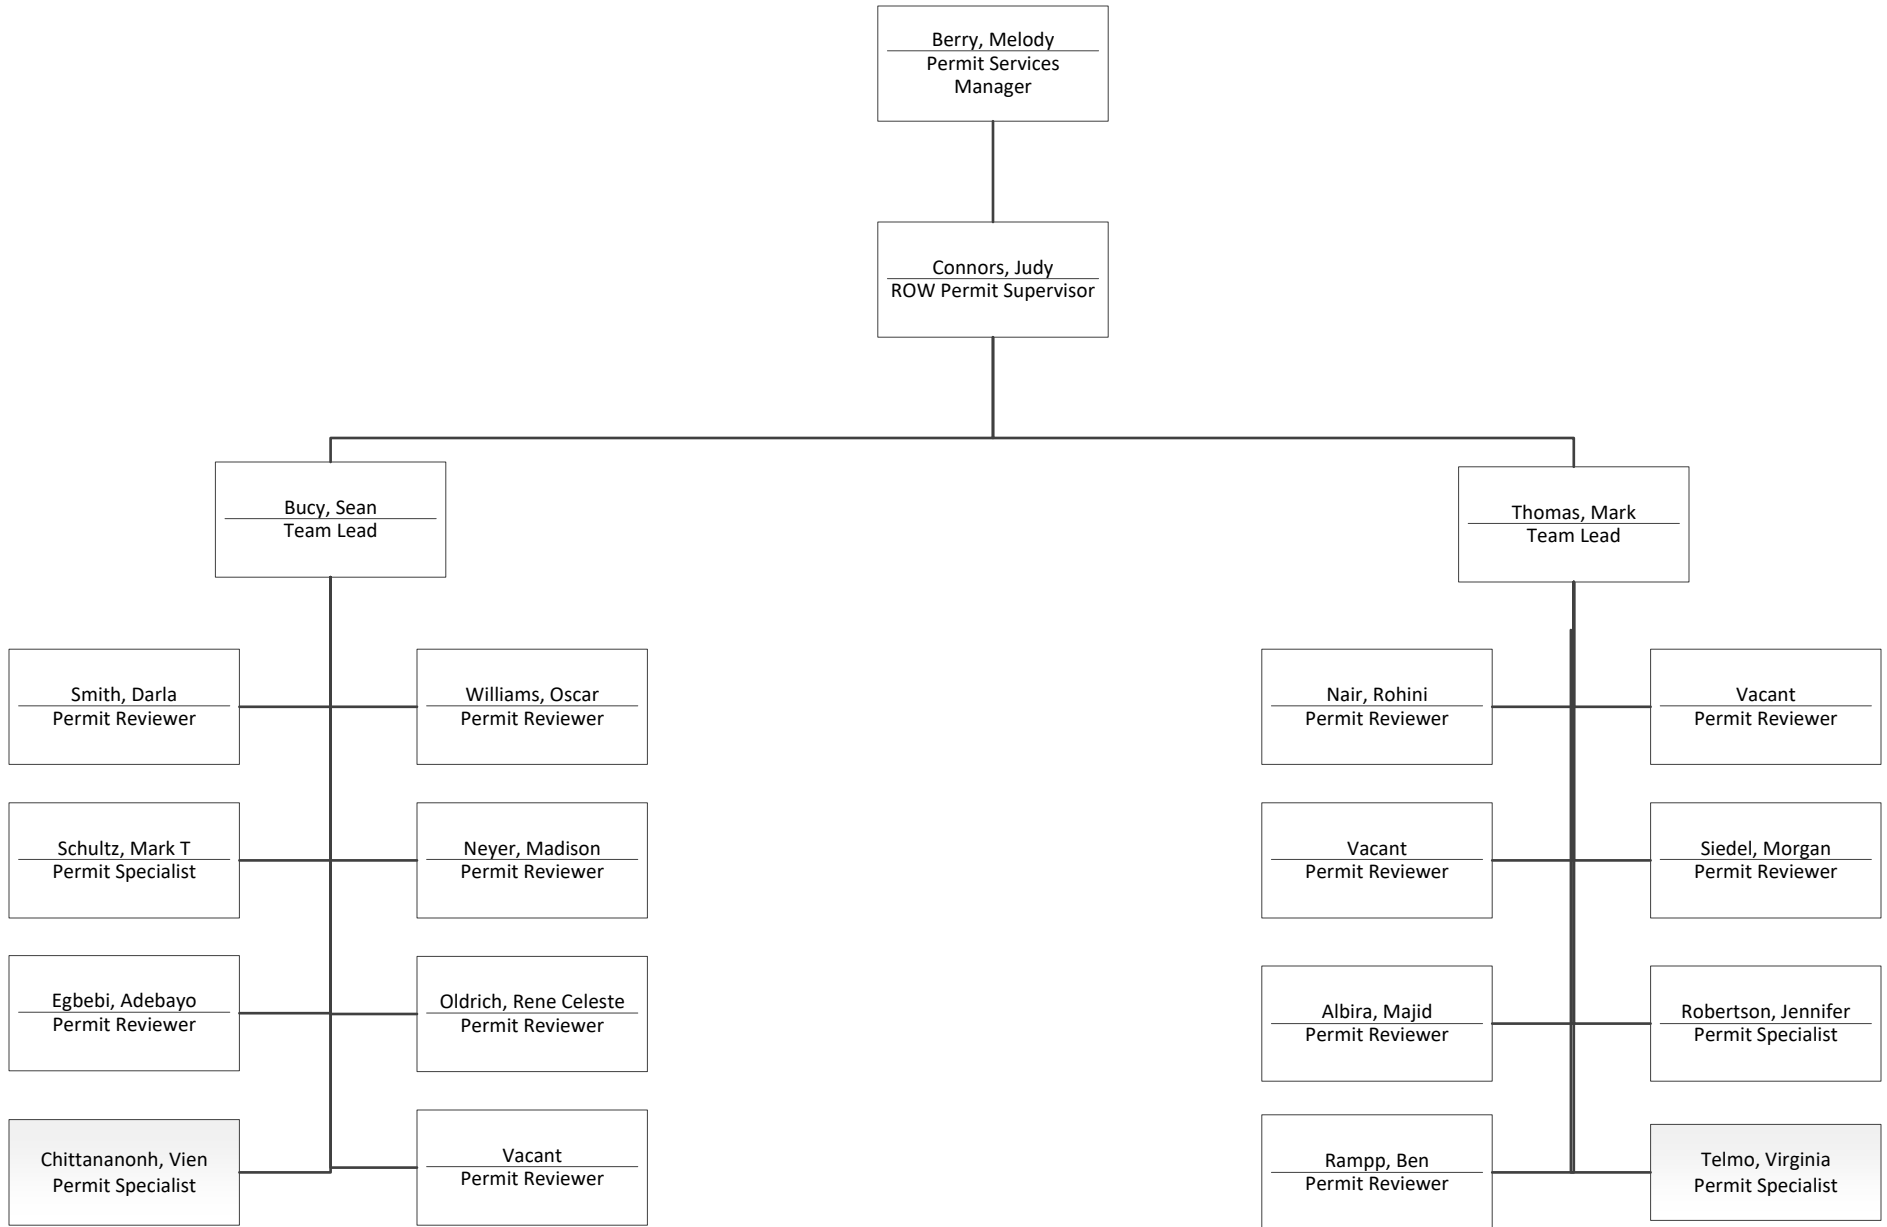 Berry, Melody
Permit Services
Manager
Connors, Judy
ROW Permit Supervisor
Bucy, Sean
Team Lead
Thomas, Mark
Team Lead
Smith, Darla
Permit Reviewer
Williams, Oscar
Permit Reviewer
Nair, Rohini
Permit Reviewer
Vacant
Permit Reviewer
Schultz, Mark T
Permit Specialist
Neyer, Madison
Permit Reviewer
Vacant
Permit Reviewer
Siedel, Morgan
Permit Reviewer
Egbebi, Adebayo
Permit Reviewer
Oldrich, Rene Celeste
Permit Reviewer
Albira, Majid
Permit Reviewer
Robertson, Jennifer
Permit Specialist
Chittananonh, Vien
Permit Specialist
Vacant
Permit Reviewer
Rampp, Ben
Permit Reviewer
Telmo, Virginia
Permit Specialist